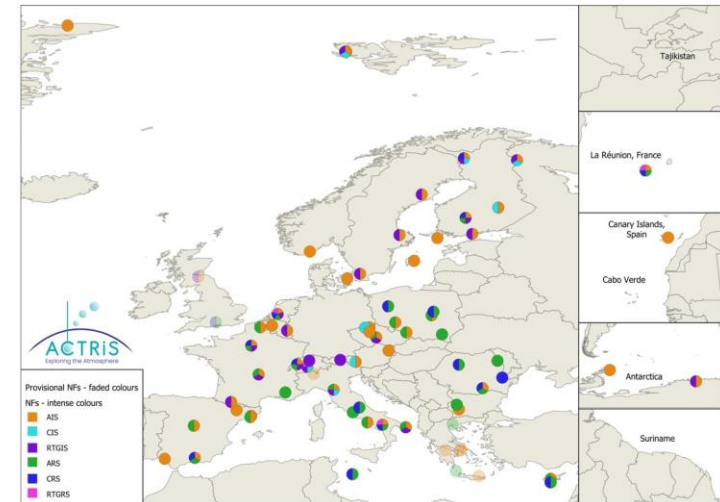 Tajikistan
La Réunion, France
Canary Islands,
Spain
Cabo Verde
Antarctica
Suriname
ACTRiS
Exploring the Atmosphere
Provisional NFs - faded colours
NFs - intense colours
AIS
CIS
RTGIS
ARS
CRS
RTGRS